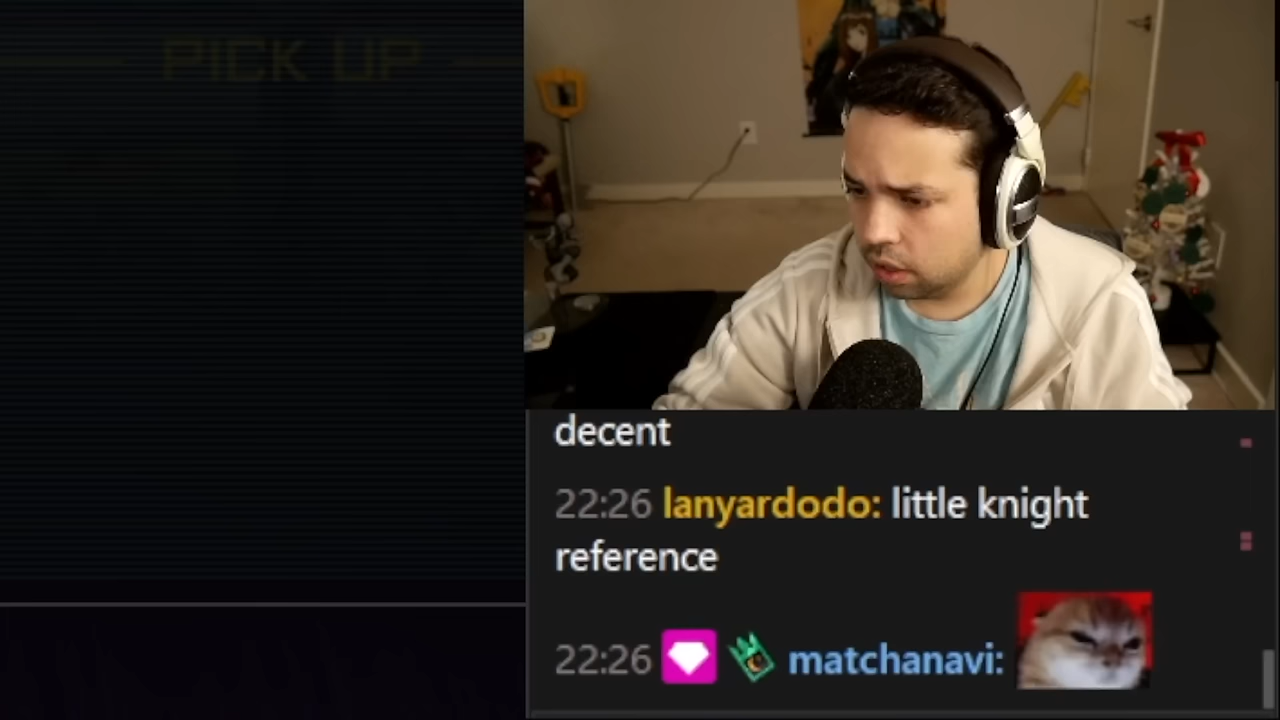 PICK UP
decent
22:26 lanyardodo: little knight
reference
22:26 matchanavi: